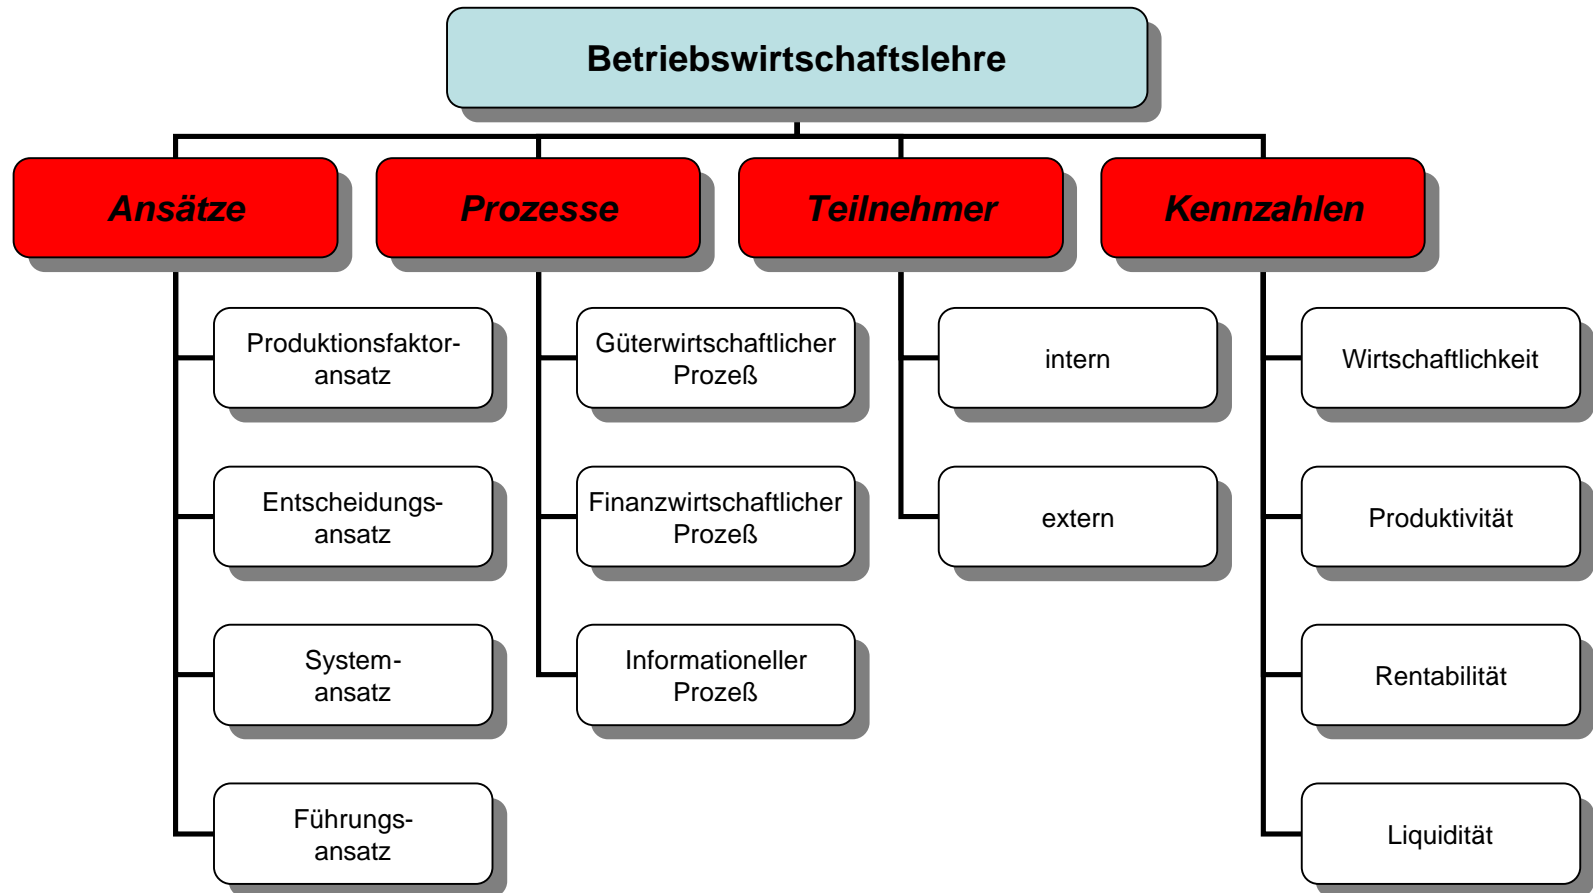 Betriebswirtschaftslehre
Ansätze
Prozesse
Teilnehmer
Kennzahlen
Produktionsfaktor-
ansatz
Entscheidungs-
ansatz
System-
ansatz
Führungs-
ansatz
Güterwirtschaftlicher
Prozeß
Finanzwirtschaftlicher
Prozeß
Informationeller
Prozeß
intern
extern
Wirtschaftlichkeit
Produktivität
Rentabilität
Liquidität